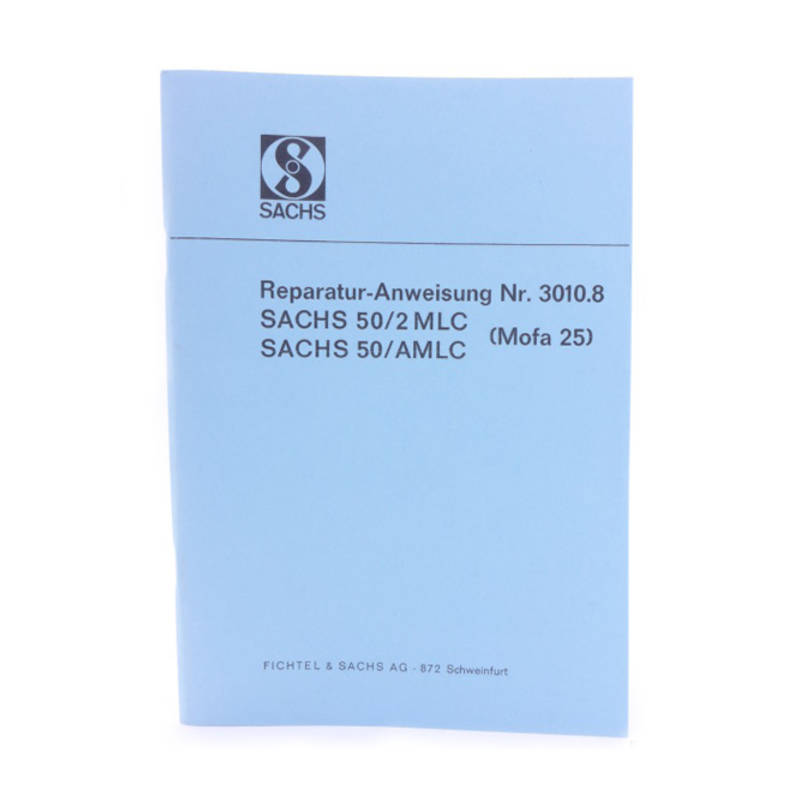 SACHS
Reparatur-Anweisung Nr. 3010.8
SACHS 50/2 MLC
(Mofa 25)
SACHS 50/AMLC
FICHTEL & SACHS AG · 872 Schweinfurt